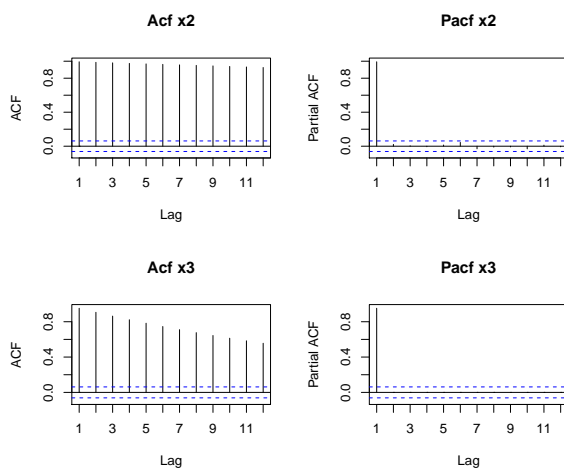 Acf x2
ACF
0.0 0.4 0.8
1 3 5 7 9 11
Lag
Pacf x2
Partial ACF
0.0 0.4 0.8
1 3 5 7 9 11
Lag
Acf x3
ACF
0.0 0.4 0.8
1 3 5 7 9 11
Lag
Pacf x3
Partial ACF
0.0 0.4 0.8
1 3 5 7 9 11
Lag